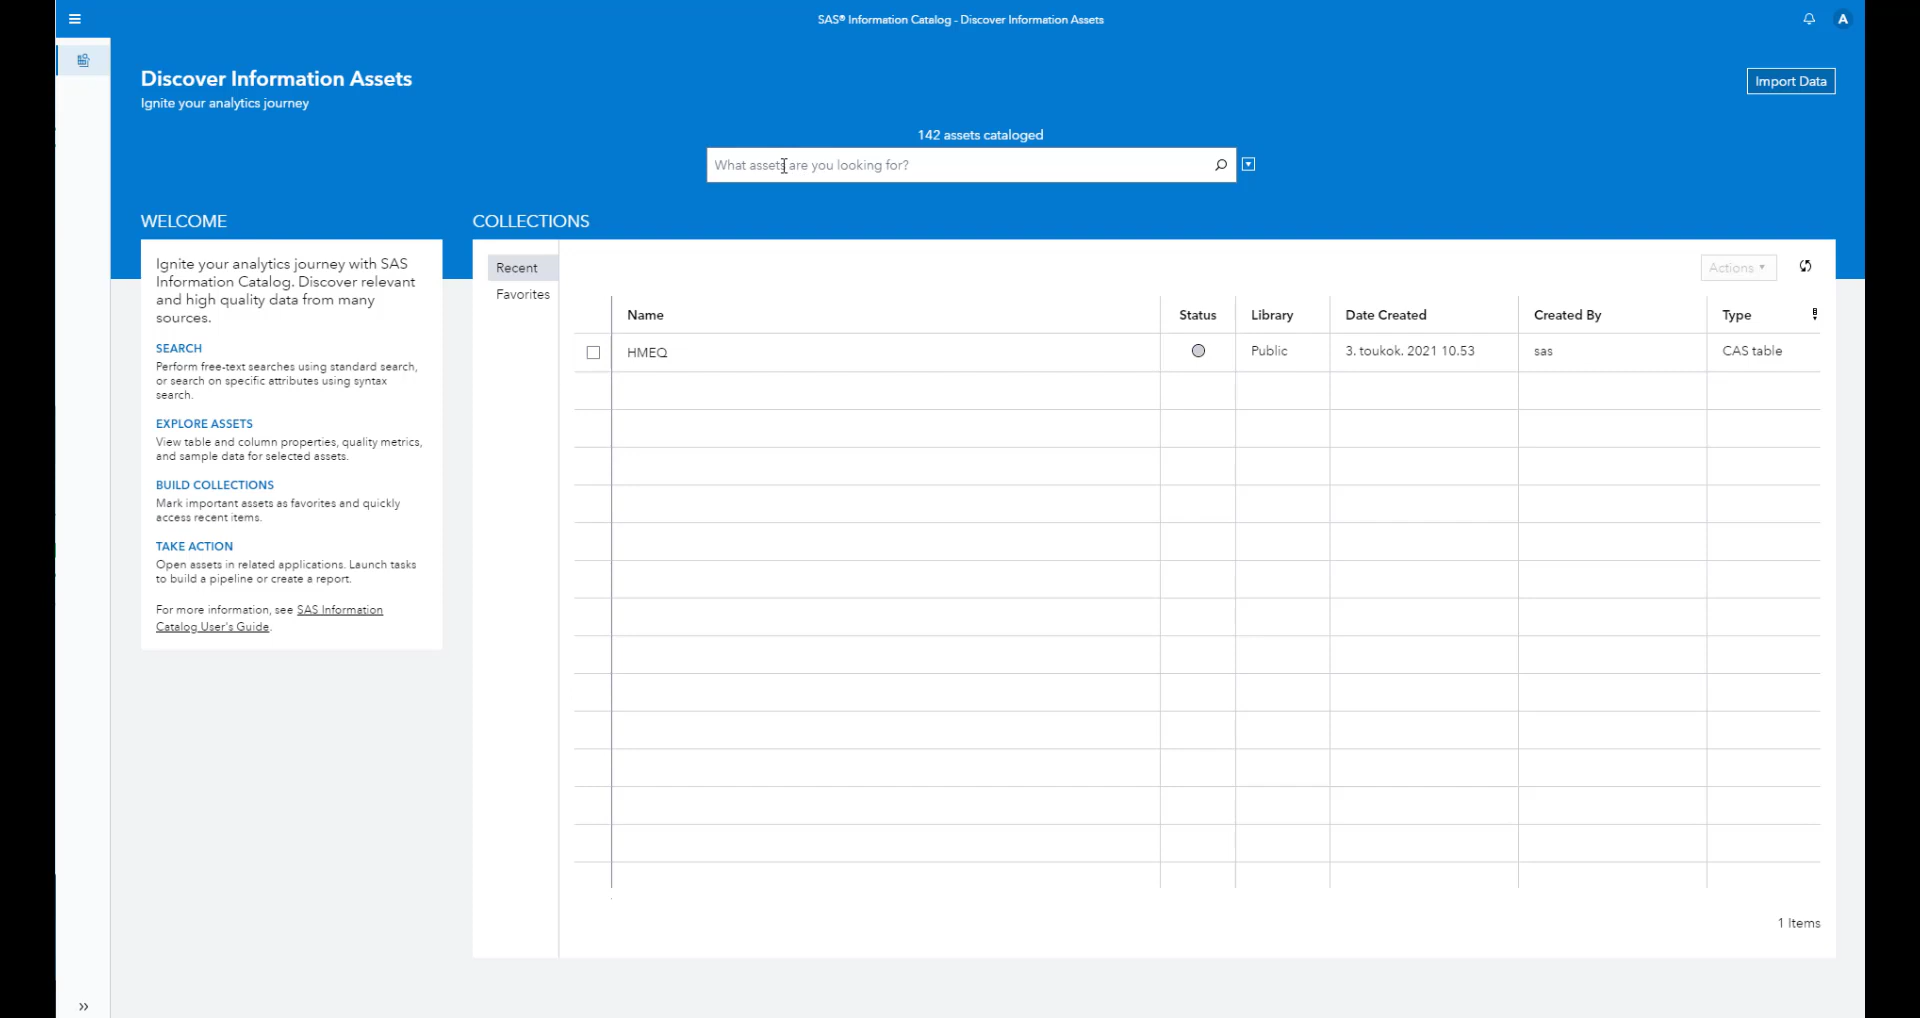 SAS® Information Catalog - Discover Information Assets
A
Discover Information Assets
Ignite your analytics journey
Import Data
142 assets cataloged
What assets are you looking for?
WELCOME
Ignite your analytics journey with SAS
Information Catalog. Discover relevant
and high quality data from many
sources.
SEARCH
Perform free-text searches using standard search,
or search on specific attributes using syntax
search.
EXPLORE ASSETS
View table and column properties, quality metrics,
and sample data for selected assets.
BUILD COLLECTIONS
Mark important assets as favorites and quickly
access recent items.
TAKE ACTION
Open assets in related applications. Launch tasks
to build a pipeline or create a report.
For more information, see SAS Information
Catalog User's Guide.
COLLECTIONS
Recent
Favorites
Actions
Name Status Library Date Created Created By Type
HMEQ Public 3. toukok. 2021 10.53 sas CAS table
1 Items